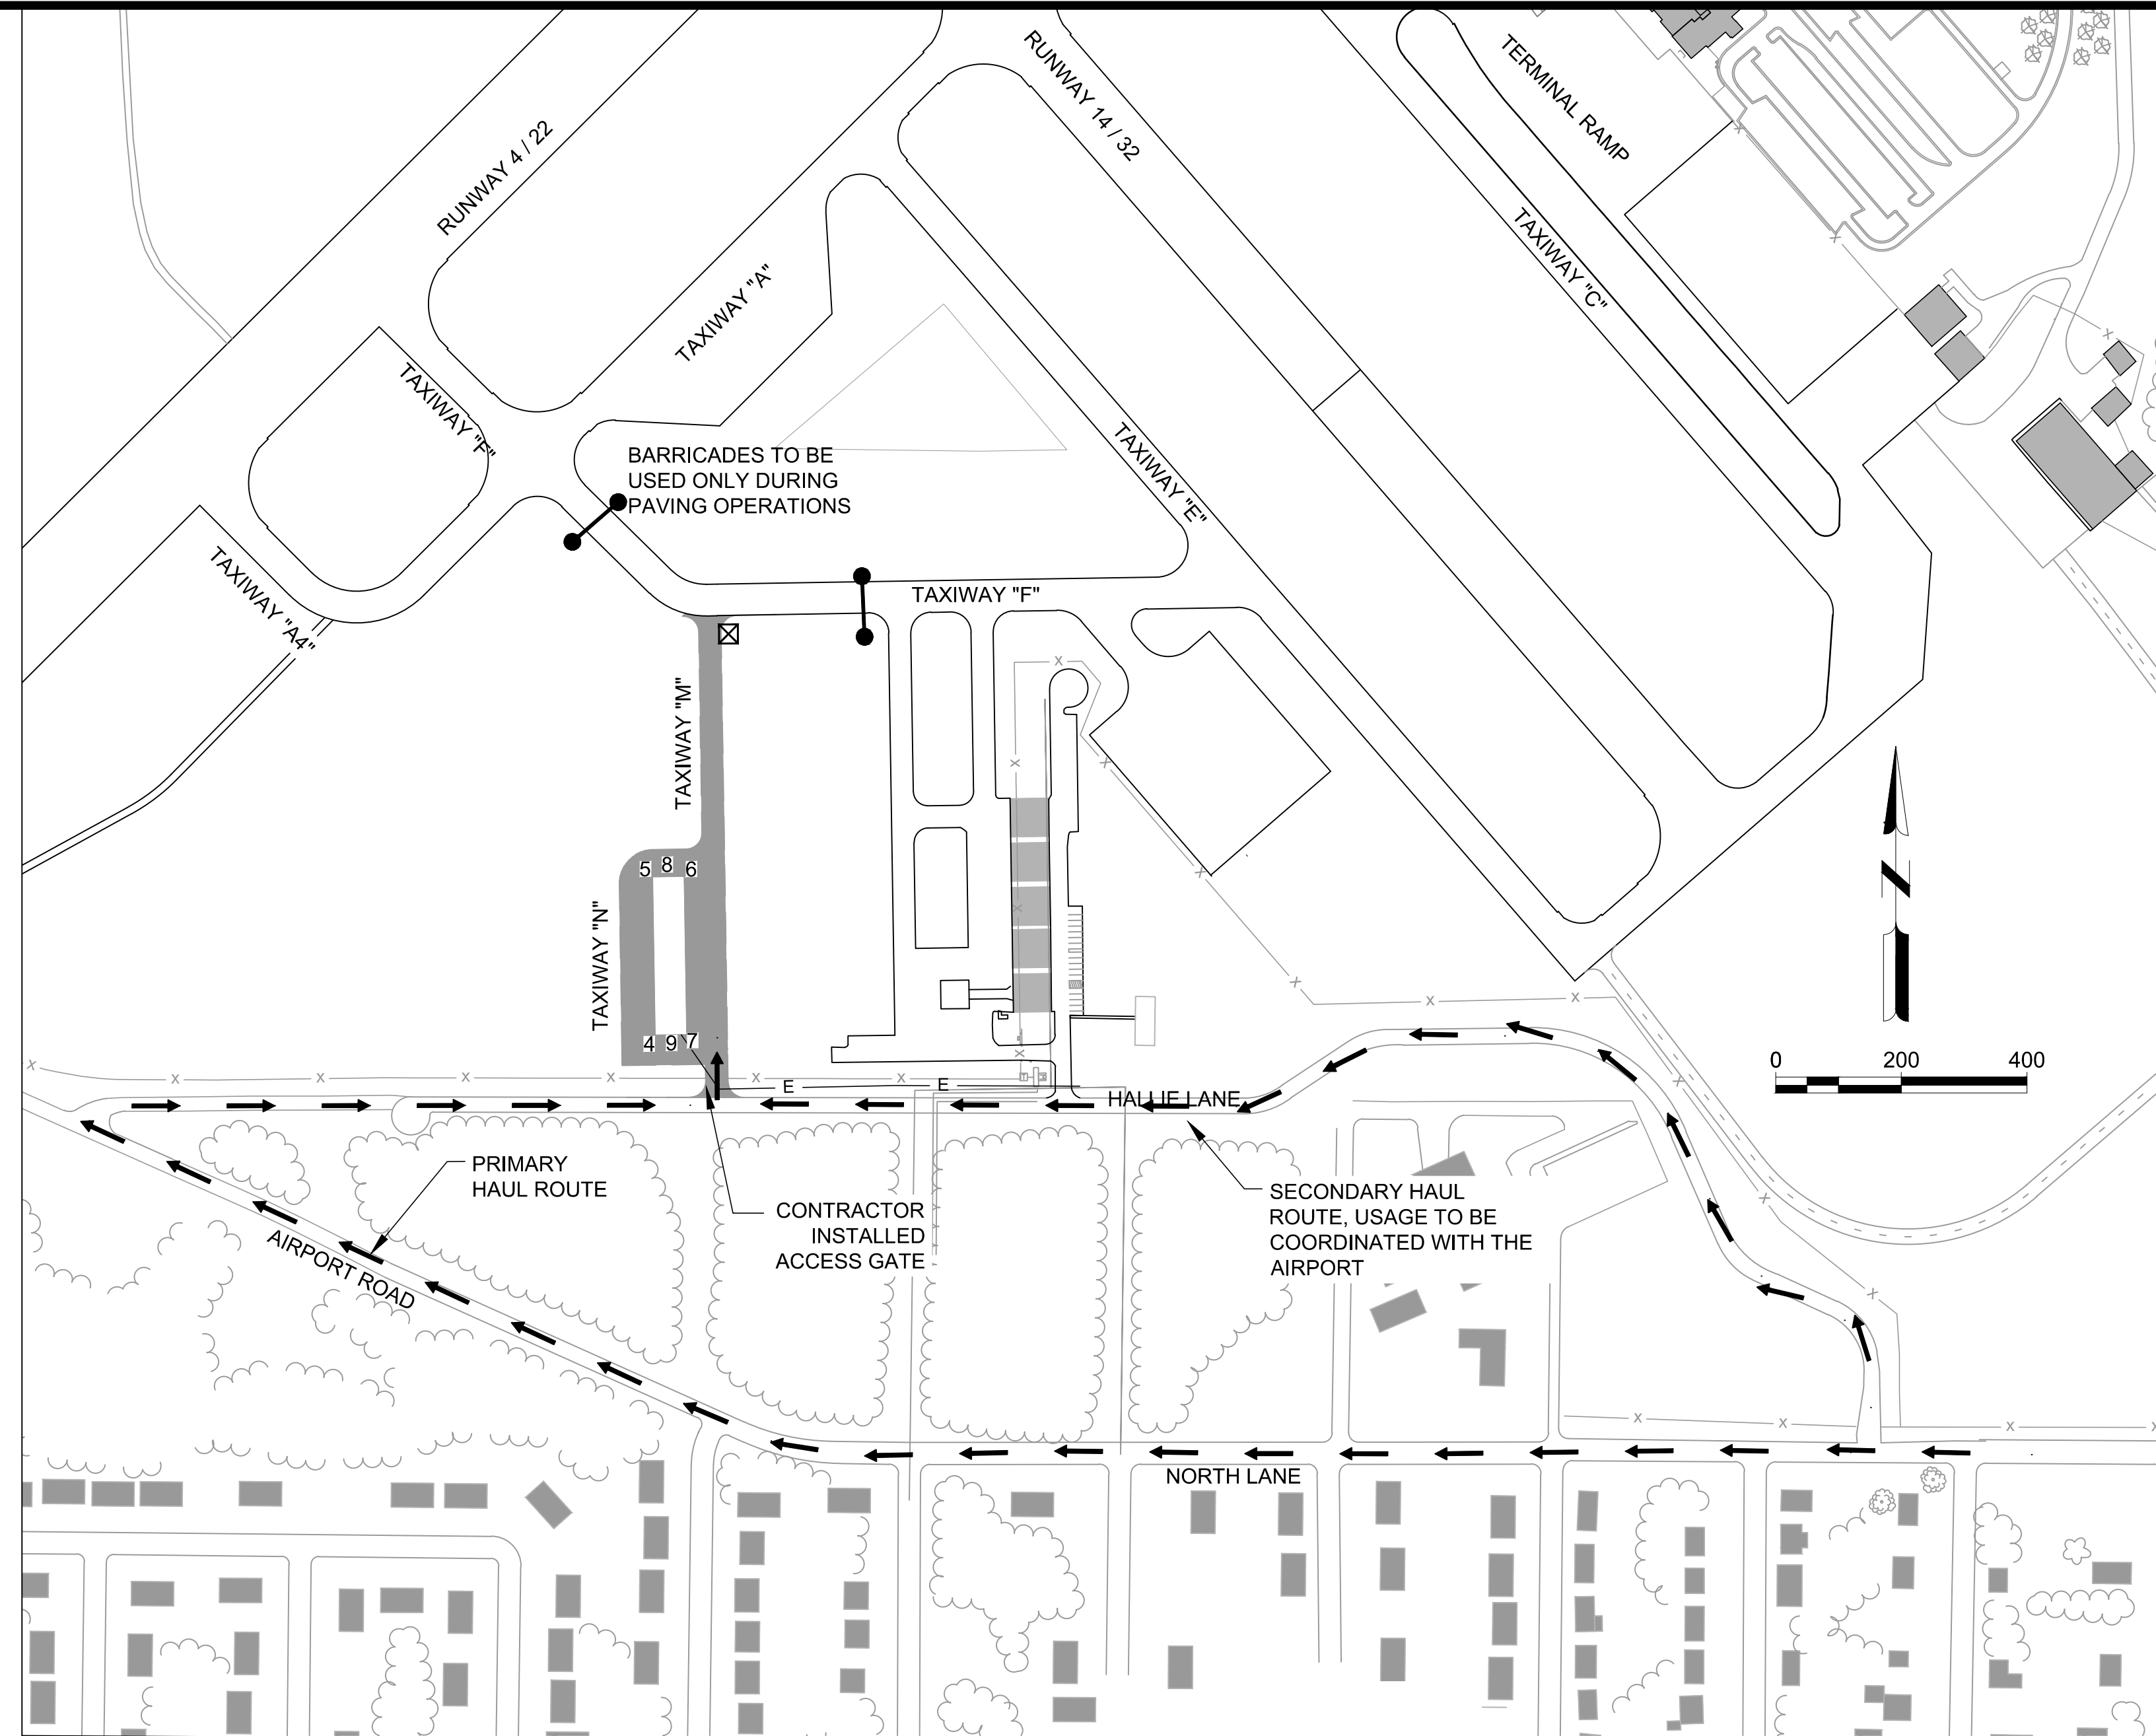 RUNWAY 4 / 22
RUNWAY 14 / 32
TERMINAL RAMP
TAXIWAY "A"
TAXIWAY "C"
TAXIWAY "F"
BARRICADES TO BE
USED ONLY DURING
PAVING OPERATIONS
TAXIWAY "E"
TAXIWAY "A4"
TAXIWAY "F"
TAXIWAY "M"
5 8 6
TAXIWAY "N"
4 9 7
N
0 200 400
E E
HALLIE LANE
PRIMARY
HAUL ROUTE
CONTRACTOR
INSTALLED
ACCESS GATE
SECONDARY HAUL
ROUTE, USAGE TO BE
COORDINATED WITH THE
AIRPORT
AIRPORT ROAD
NORTH LANE